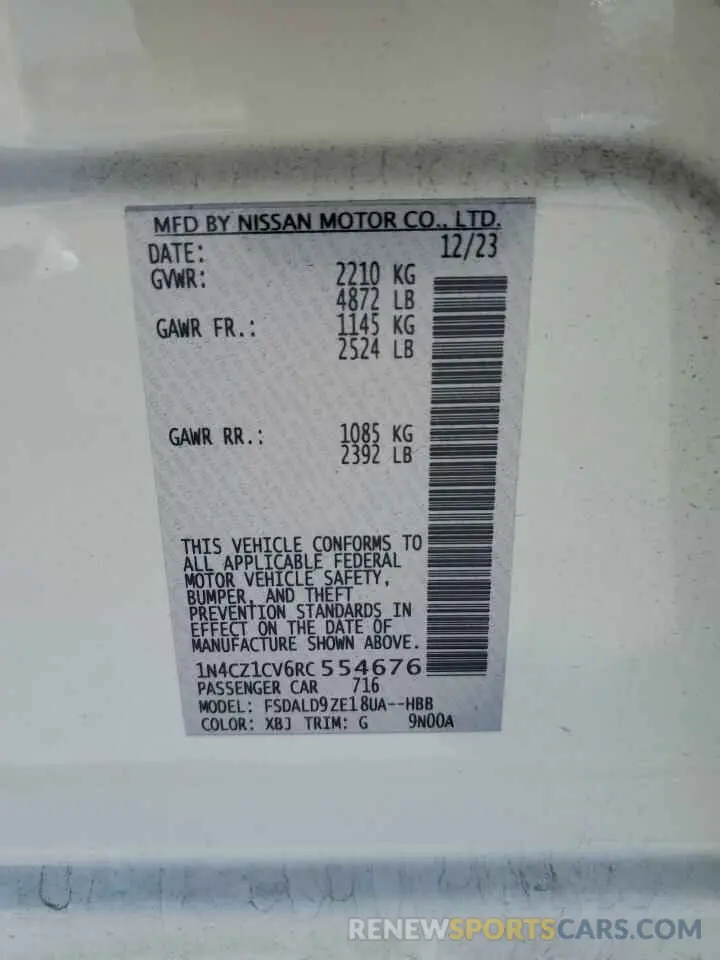 MFD BY NISSAN MOTOR CO., LTD.
DATE: 12/23
GVWR: 2210 KG
4872 LB
GAWR FR.: 1145 KG
2524 LB
GAWR RR.: 1085 KG
2392 LB
THIS VEHICLE CONFORMS TO
ALL APPLICABLE FEDERAL
MOTOR VEHICLE SAFETY,
BUMPER, AND THEFT
PREVENTION STANDARDS IN
EFFECT ON THE DATE OF
MANUFACTURE SHOWN ABOVE.
1N4CZ1CV6RC554676
PASSENGER CAR 716
MODEL: FSDALD9ZE18UA--HBB
COLOR: XBJ TRIM: G 9N00A
RENEWSPORTSCARS.COM